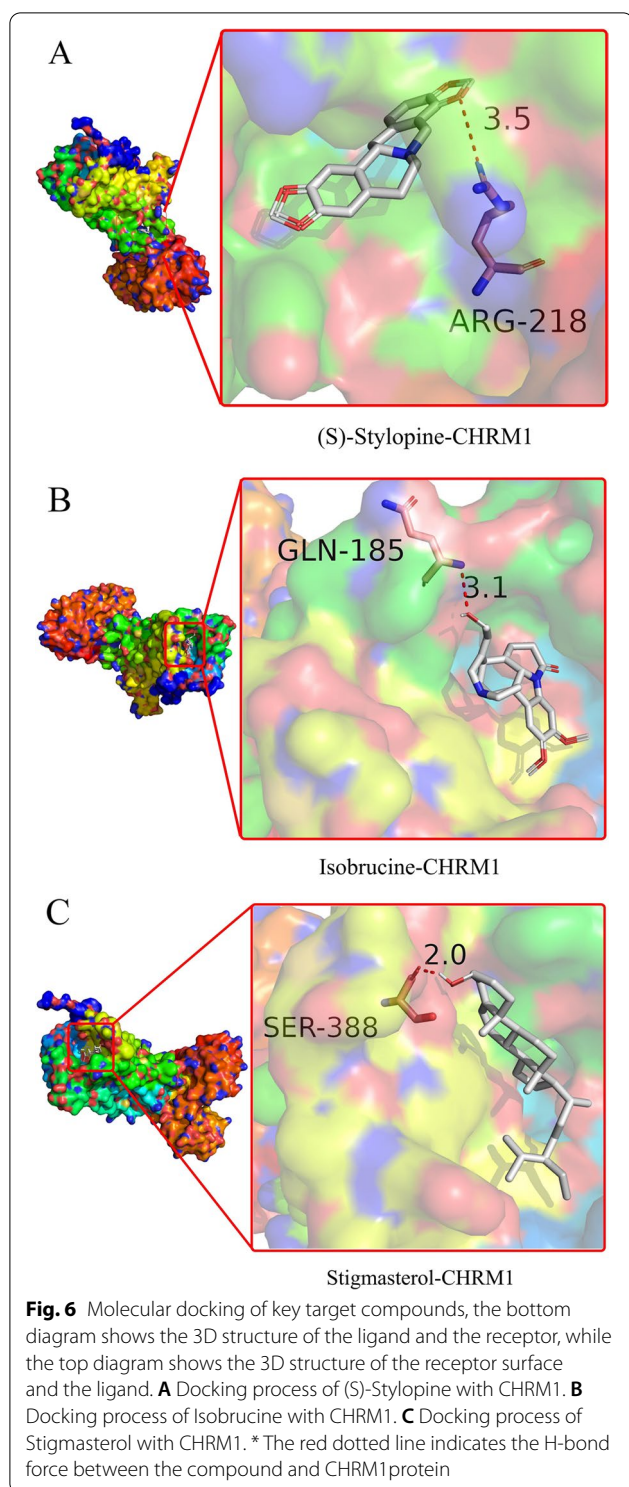 A
3.5
ARG-218
(S)-Stylopine-CHRM1
B
GLN-185
3.1
Isobrucine-CHRM1
C
2.0
SER-388
Stigmasterol-CHRM1
Fig. 6 Molecular docking of key target compounds, the bottom
diagram shows the 3D structure of the ligand and the receptor, while
the top diagram shows the 3D structure of the receptor surface
and the ligand. A Docking process of (S)-Stylopine with CHRM1. B
Docking process of Isobrucine with CHRM1. C Docking process of
Stigmasterol with CHRM1. * The red dotted line indicates the H-bond
force between the compound and CHRM1protein